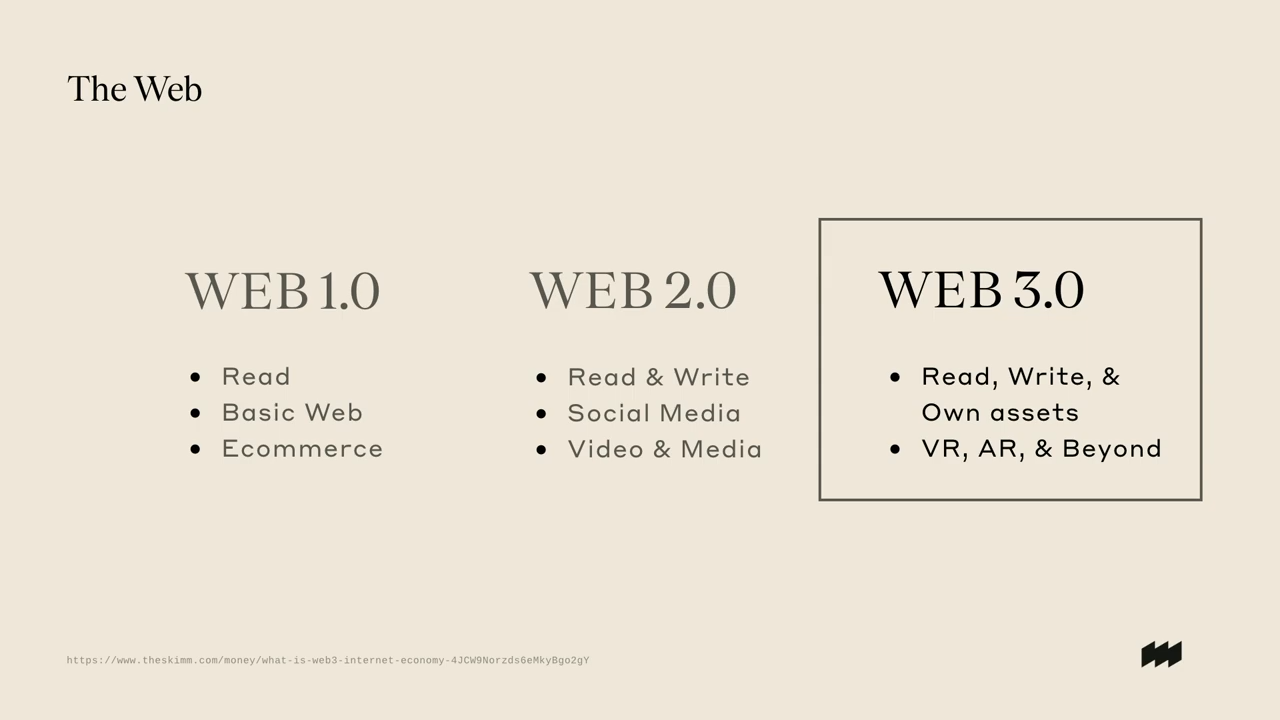 The Web
WEB 1.0
• Read
• Basic Web
• Ecommerce
WEB 2.0
• Read & Write
• Social Media
• Video & Media
WEB 3.0
• Read, Write, &
Own assets
• VR, AR, & Beyond
https://www.theskimm.com/money/what-is-web3-internet-economy-4JCW9Norzds6eMkyBgo2gY